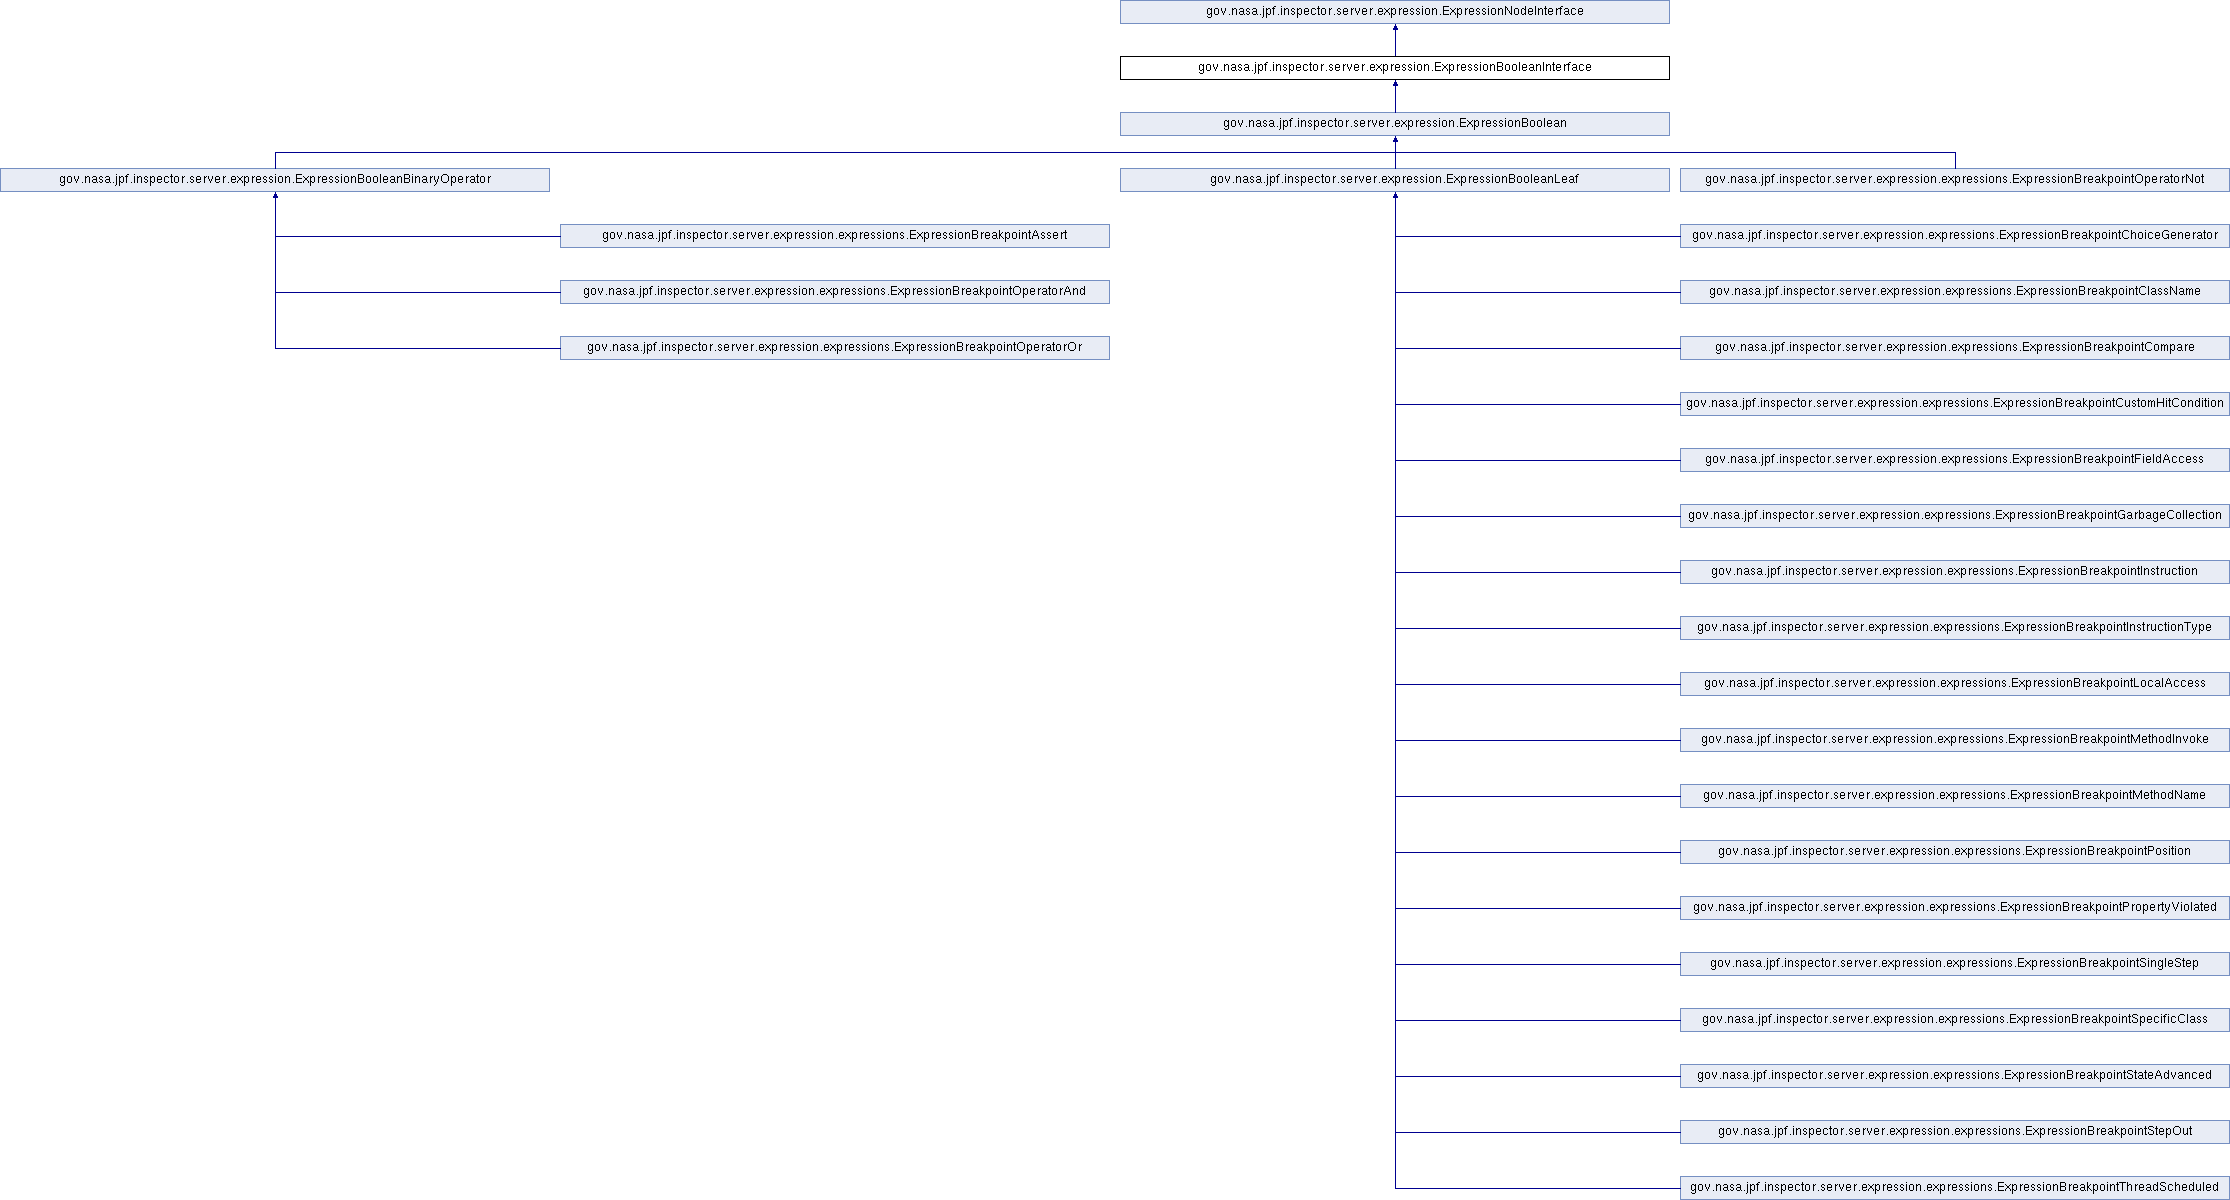 gov.nasa.jpf.inspector.server.expression.ExpressionNodeInterface
gov.nasa.jpf.inspector.server.expression.ExpressionBooleanInterface
gov.nasa.jpf.inspector.server.expression.ExpressionBoolean
gov.nasa.jpf.inspector.server.expression.ExpressionBooleanBinaryOperator
gov.nasa.jpf.inspector.server.expression.ExpressionBooleanLeaf
gov.nasa.jpf.inspector.server.expression.expressions.ExpressionBreakpointOperatorNot
gov.nasa.jpf.inspector.server.expression.expressions.ExpressionBreakpointAssert
gov.nasa.jpf.inspector.server.expression.expressions.ExpressionBreakpointChoiceGenerator
gov.nasa.jpf.inspector.server.expression.expressions.ExpressionBreakpointOperatorAnd
gov.nasa.jpf.inspector.server.expression.expressions.ExpressionBreakpointClassName
gov.nasa.jpf.inspector.server.expression.expressions.ExpressionBreakpointOperatorOr
gov.nasa.jpf.inspector.server.expression.expressions.ExpressionBreakpointCompare
gov.nasa.jpf.inspector.server.expression.expressions.ExpressionBreakpointCustomHitCondition
gov.nasa.jpf.inspector.server.expression.expressions.ExpressionBreakpointFieldAccess
gov.nasa.jpf.inspector.server.expression.expressions.ExpressionBreakpointGarbageCollection
gov.nasa.jpf.inspector.server.expression.expressions.ExpressionBreakpointInstruction
gov.nasa.jpf.inspector.server.expression.expressions.ExpressionBreakpointInstructionType
gov.nasa.jpf.inspector.server.expression.expressions.ExpressionBreakpointLocalAccess
gov.nasa.jpf.inspector.server.expression.expressions.ExpressionBreakpointMethodInvoke
gov.nasa.jpf.inspector.server.expression.expressions.ExpressionBreakpointMethodName
gov.nasa.jpf.inspector.server.expression.expressions.ExpressionBreakpointPosition
gov.nasa.jpf.inspector.server.expression.expressions.ExpressionBreakpointPropertyViolated
gov.nasa.jpf.inspector.server.expression.expressions.ExpressionBreakpointSingleStep
gov.nasa.jpf.inspector.server.expression.expressions.ExpressionBreakpointSpecificClass
gov.nasa.jpf.inspector.server.expression.expressions.ExpressionBreakpointStateAdvanced
gov.nasa.jpf.inspector.server.expression.expressions.ExpressionBreakpointStepOut
gov.nasa.jpf.inspector.server.expression.expressions.ExpressionBreakpointThreadScheduled